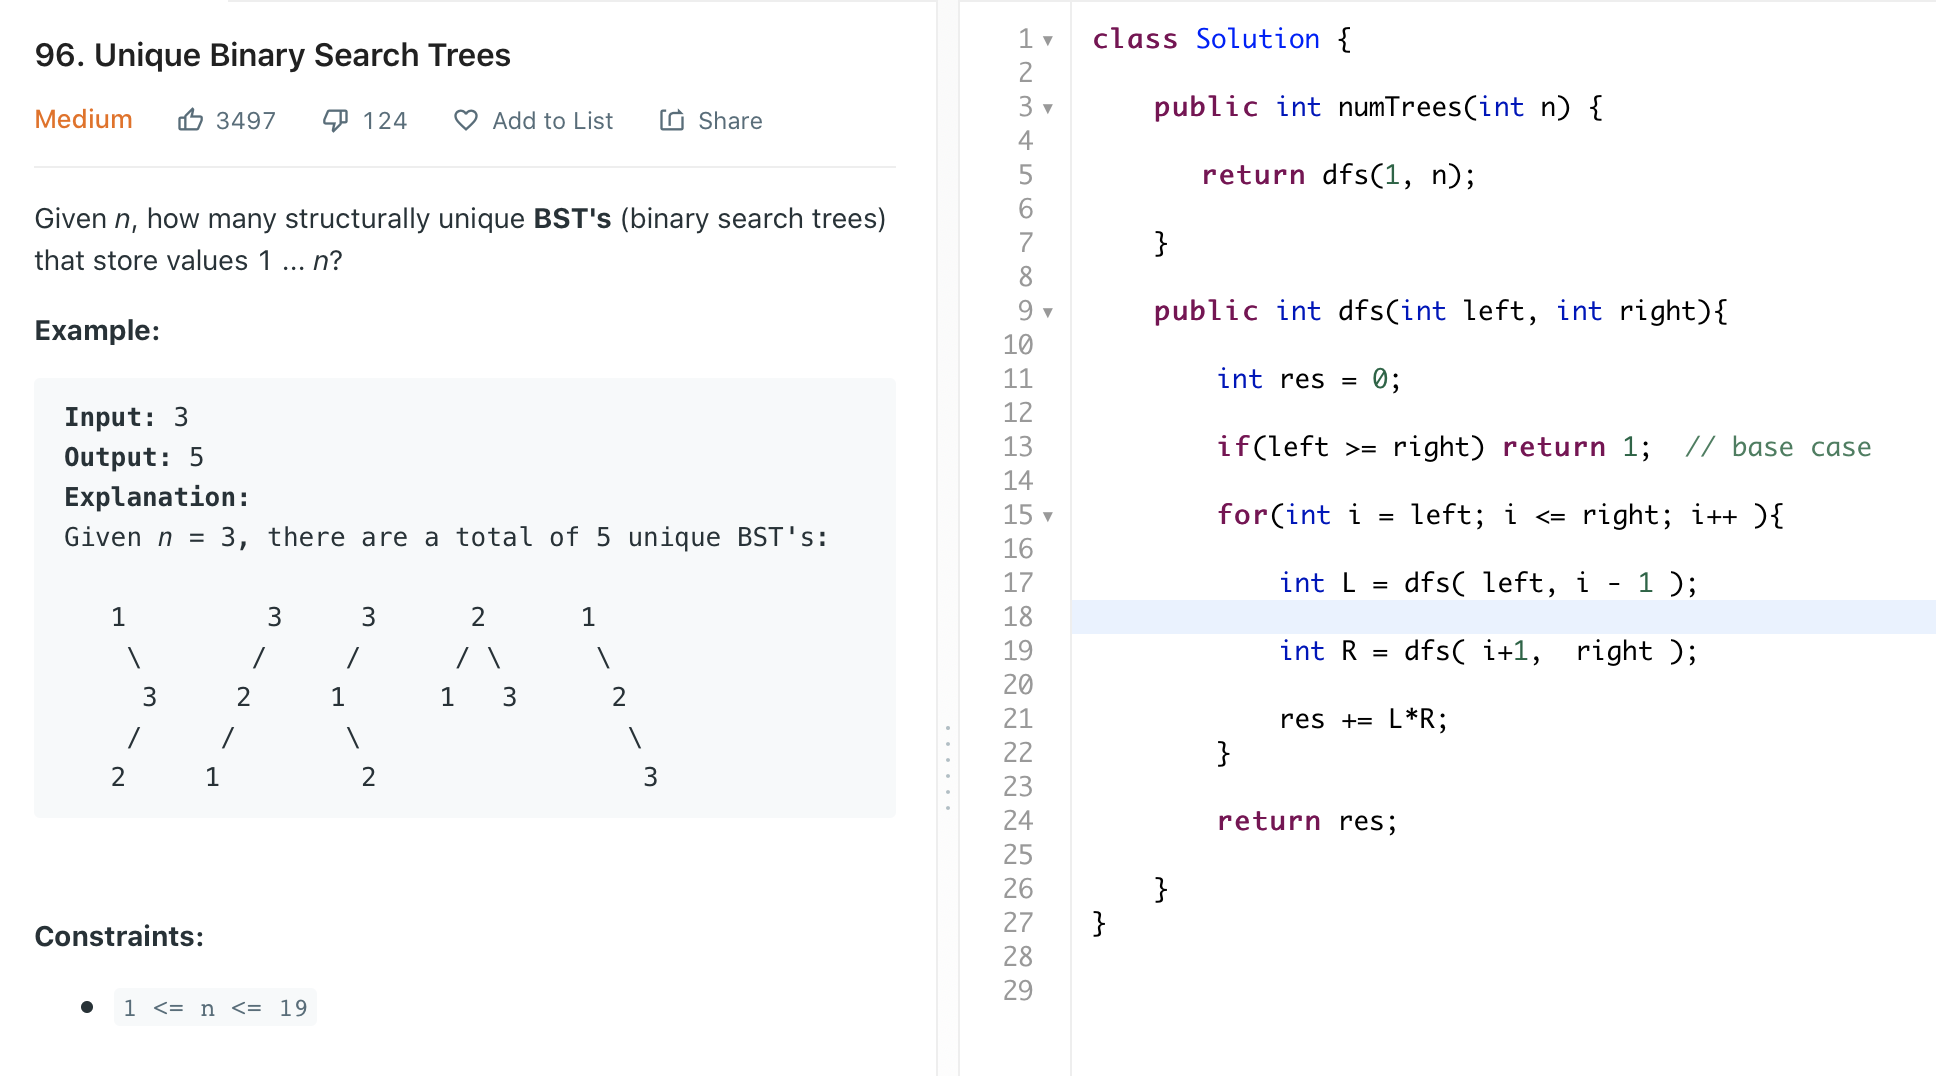 96. Unique Binary Search Trees
Medium 3497 124 Add to List Share
Given n, how many structurally unique BST's (binary search trees)
that store values 1 ... n?
Example:
Input: 3
Output: 5
Explanation:
Given n = 3, there are a total of 5 unique BST's:
   1         3     3      2      1
    \       /     /      / \      \
     3     2     1      1   3      2
    /     /       \                 \
   2     1         2                 3
Constraints:
1 <= n <= 19
1 class Solution {
2
3     public int numTrees(int n) {
4
5        return dfs(1, n);
6
7     }
8
9     public int dfs(int left, int right){
10
11         int res = 0;
12
13         if(left >= right) return 1;  // base case
14
15         for(int i = left; i <= right; i++ ){
16
17             int L = dfs( left, i - 1 );
18
19             int R = dfs( i+1,  right );
20
21             res += L*R;
22         }
23
24         return res;
25
26     }
27 }
28
29